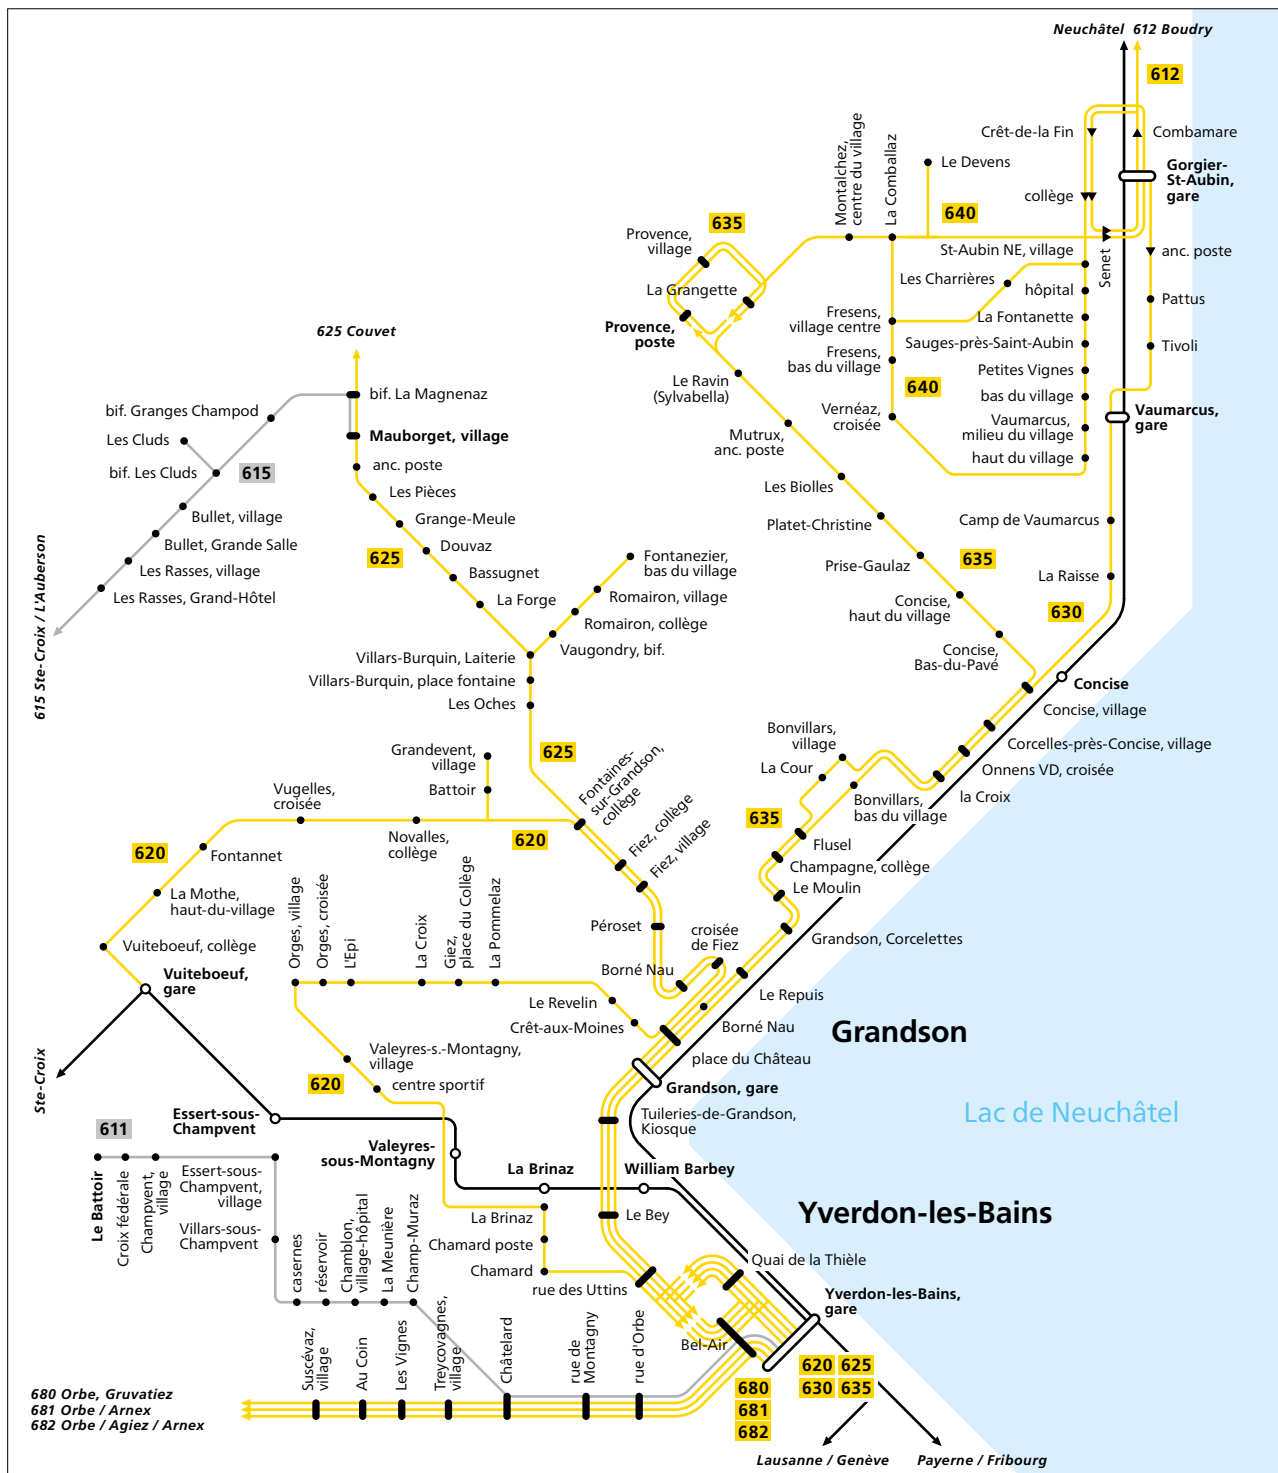 Neuchâtel 612 Boudry
612
Crêt-de-la Fin
Combamare
Gorgier-
St-Aubin,
gare
collège
Le Devens
Montalchez,
centre du village
La Comballaz
640
635
Provence,
village
La Grangette
Provence,
poste
St-Aubin NE, village
Senet
anc. poste
Les Charrières
hôpital
Pattus
La Fontanette
Fresens,
village centre
Sauges-près-Saint-Aubin
Tivoli
Fresens,
bas du village
Petites Vignes
640
bas du village
Vernéaz,
croisée
Vaumarcus,
milieu du village
haut du village
Vaumarcus,
gare
Le Ravin
(Sylvabella)
Mutrux,
anc. poste
Les Biolles
Platet-Christine
Prise-Gaulaz
635
Concise,
haut du village
Concise,
Bas-du-Pavé
Camp de Vaumarcus
La Raisse
630
Concise
Concise, village
Corcelles-près-Concise, village
Onnens VD, croisée
la Croix
Bonvillars,
village
La Cour
Bonvillars,
bas du village
635
Flusel
Champagne, collège
Le Moulin
Grandson, Corcelettes
Le Repuis
Borné Nau
place du Château
Grandson
Grandson, gare
625 Couvet
bif. La Magnenaz
bif. Granges Champod
Mauborget, village
Les Cluds
bif. Les Cluds
615
anc. poste
Les Pièces
Bullet, village
Grange-Meule
Bullet, Grande Salle
Douvaz
625
Les Rasses, village
Bassugnet
Les Rasses, Grand-Hôtel
La Forge
615 Ste-Croix / L'Auberson
Fontanezier,
bas du village
Romairon, village
Romairon, collège
Vaugondry, bif.
Villars-Burquin, Laiterie
Villars-Burquin, place fontaine
Les Oches
625
Fontaines-
sur-Grandson,
collège
Fiez, collège
Fiez, village
Grandevent,
village
Battoir
Vugelles,
croisée
Novalles,
collège
620
620
Fontannet
La Mothe,
haut-du-village
Vuiteboeuf, collège
Vuiteboeuf,
gare
Péroset
croisée
de Fiez
Borné Nau
Orges, village
Orges, croisée
L'Epi
La Croix
Giez,
place du Collège
La Pommelaz
Le Revelin
Crêt-aux-Moines
Valeyres-s.-Montagny,
village
620
centre sportif
Ste-Croix
Essert-sous-
Champvent
Valeyres-
sous-Montagny
La Brinaz
William Barbey
Tuileries-de-Grandson,
Kiosque
Lac de Neuchâtel
611
Le Battoir
Croix fédérale
Champvent,
village
Essert-sous-
Champvent,
village
Villars-sous-
Champvent
casernes
réservoir
Chamblon,
village-hôpital
La Meunière
Champ-Muraz
La Brinaz
Le Bey
Chamard poste
Chamard
rue des Uttins
Yverdon-les-Bains
Quai de la Thièle
Yverdon-les-Bains,
gare
Bel-Air
Suscévaz,
village
Au Coin
Les Vignes
Treycovagnes,
village
Châtelard
rue de
Montagny
rue d'Orbe
620 625
630 635
680
681
682
680 Orbe, Gruvatiez
681 Orbe / Arnex
682 Orbe / Agiez / Arnex
Lausanne / Genève
Payerne / Fribourg